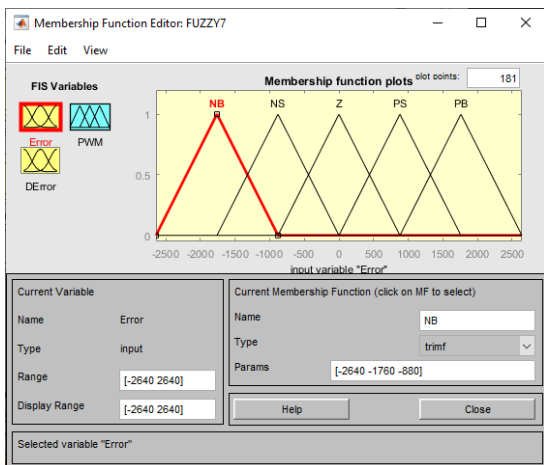 Membership Function Editor: FUZZY7
File Edit View
FIS Variables
Membership function plots
plot points:
181
Error
PWM
DError
NB NS Z PS PB
1
0.5
0
-2500 -2000 -1500 -1000 -500 0 500 1000 1500 2000 2500
input variable "Error"
Current Variable
Name Error
Type input
Range [-2640 2640]
Display Range [-2640 2640]
Current Membership Function (click on MF to select)
Name NB
Type trimf
Params [-2640 -1760 -880]
Help Close
Selected variable "Error"